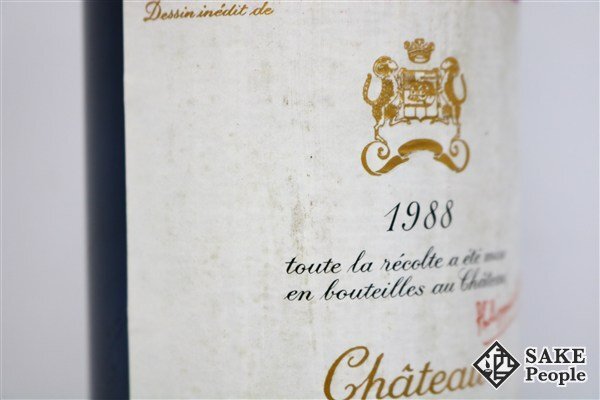 Dessin inédit de
1988
toute la récolte a été mise
en bouteilles au Château
Château
SAKE
People